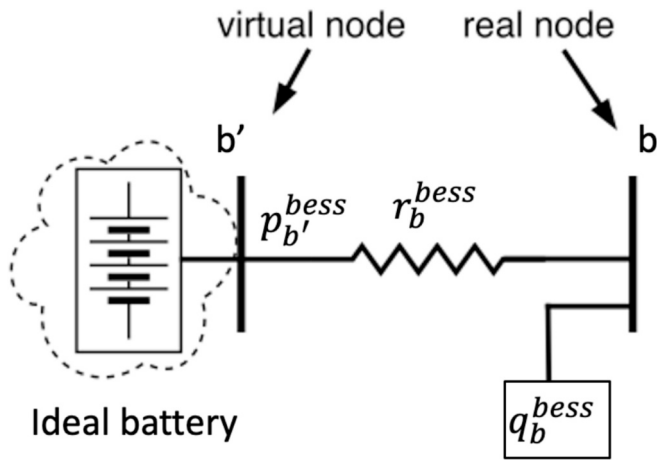 virtual node real node
b’ b
$p_{b'}^{bess}$ $r_b^{bess}$
$q_b^{bess}$
Ideal battery